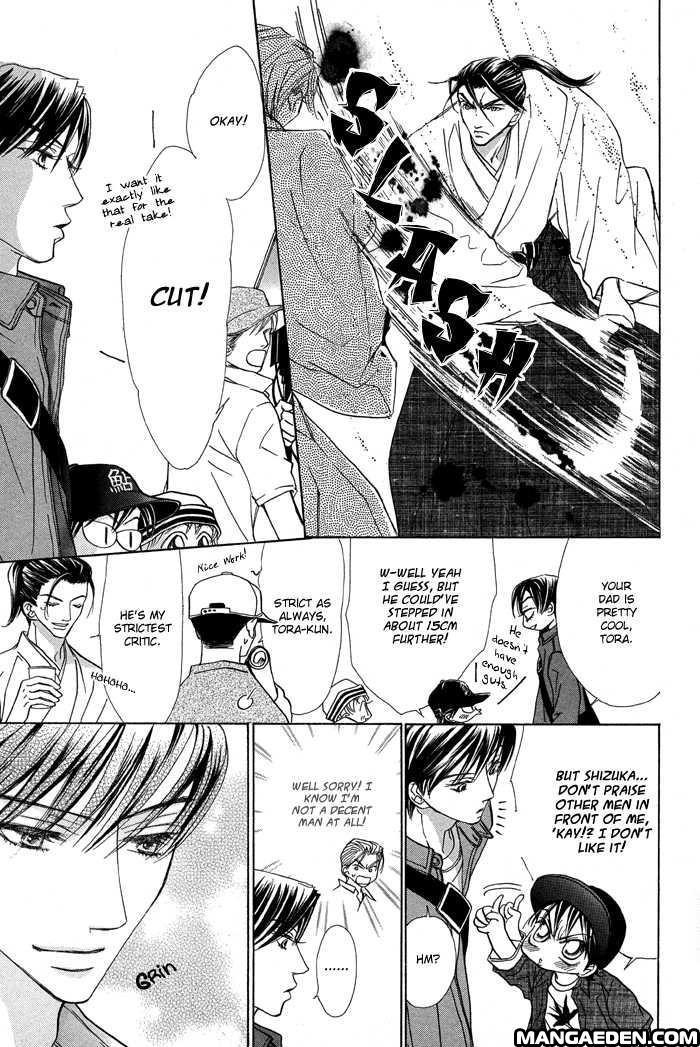 SLASH
OKAY!
I want it
exactly like
that for the
real take!
CUT!
鮎
YOUR
DAD IS
PRETTY
COOL,
TORA.
W-WELL YEAH
I GUESS, BUT
HE COULD'VE
STEPPED IN
ABOUT 15CM
FURTHER!
He
doesn't
have
enough
guts.
Nice Work!
STRICT AS
ALWAYS,
TORA-KUN.
HE'S MY
STRICTEST
CRITIC.
HAHAHA...
BUT SHIZUKA...
DON'T PRAISE
OTHER MEN IN
FRONT OF ME,
'KAY!? I DON'T
LIKE IT!
HM?
WELL SORRY! I
KNOW I'M
NOT A DECENT
MAN AT ALL!
......
GRIN
MANGAEDEN.COM